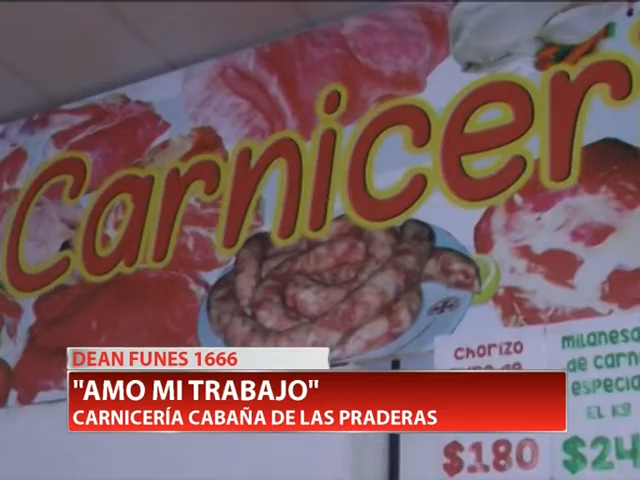 Carnicer
DEAN FUNES 1666
"AMO MI TRABAJO"
CARNICERÍA CABAÑA DE LAS PRADERAS
Chorizo
$180
milanesa
de carn
especia
EL KG
$24